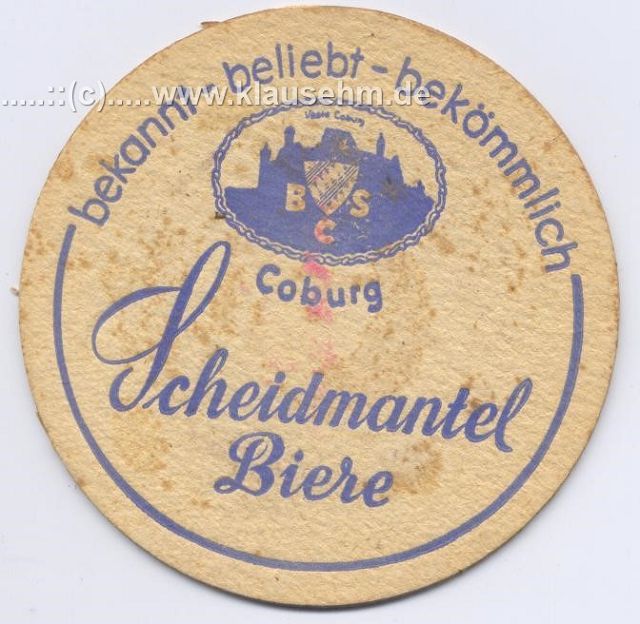 .....::(c).....www.klausehm.de
bekannt - beliebt - bekömmlich
Veste Coburg
B S
C
Coburg
Scheidmantel
Biere